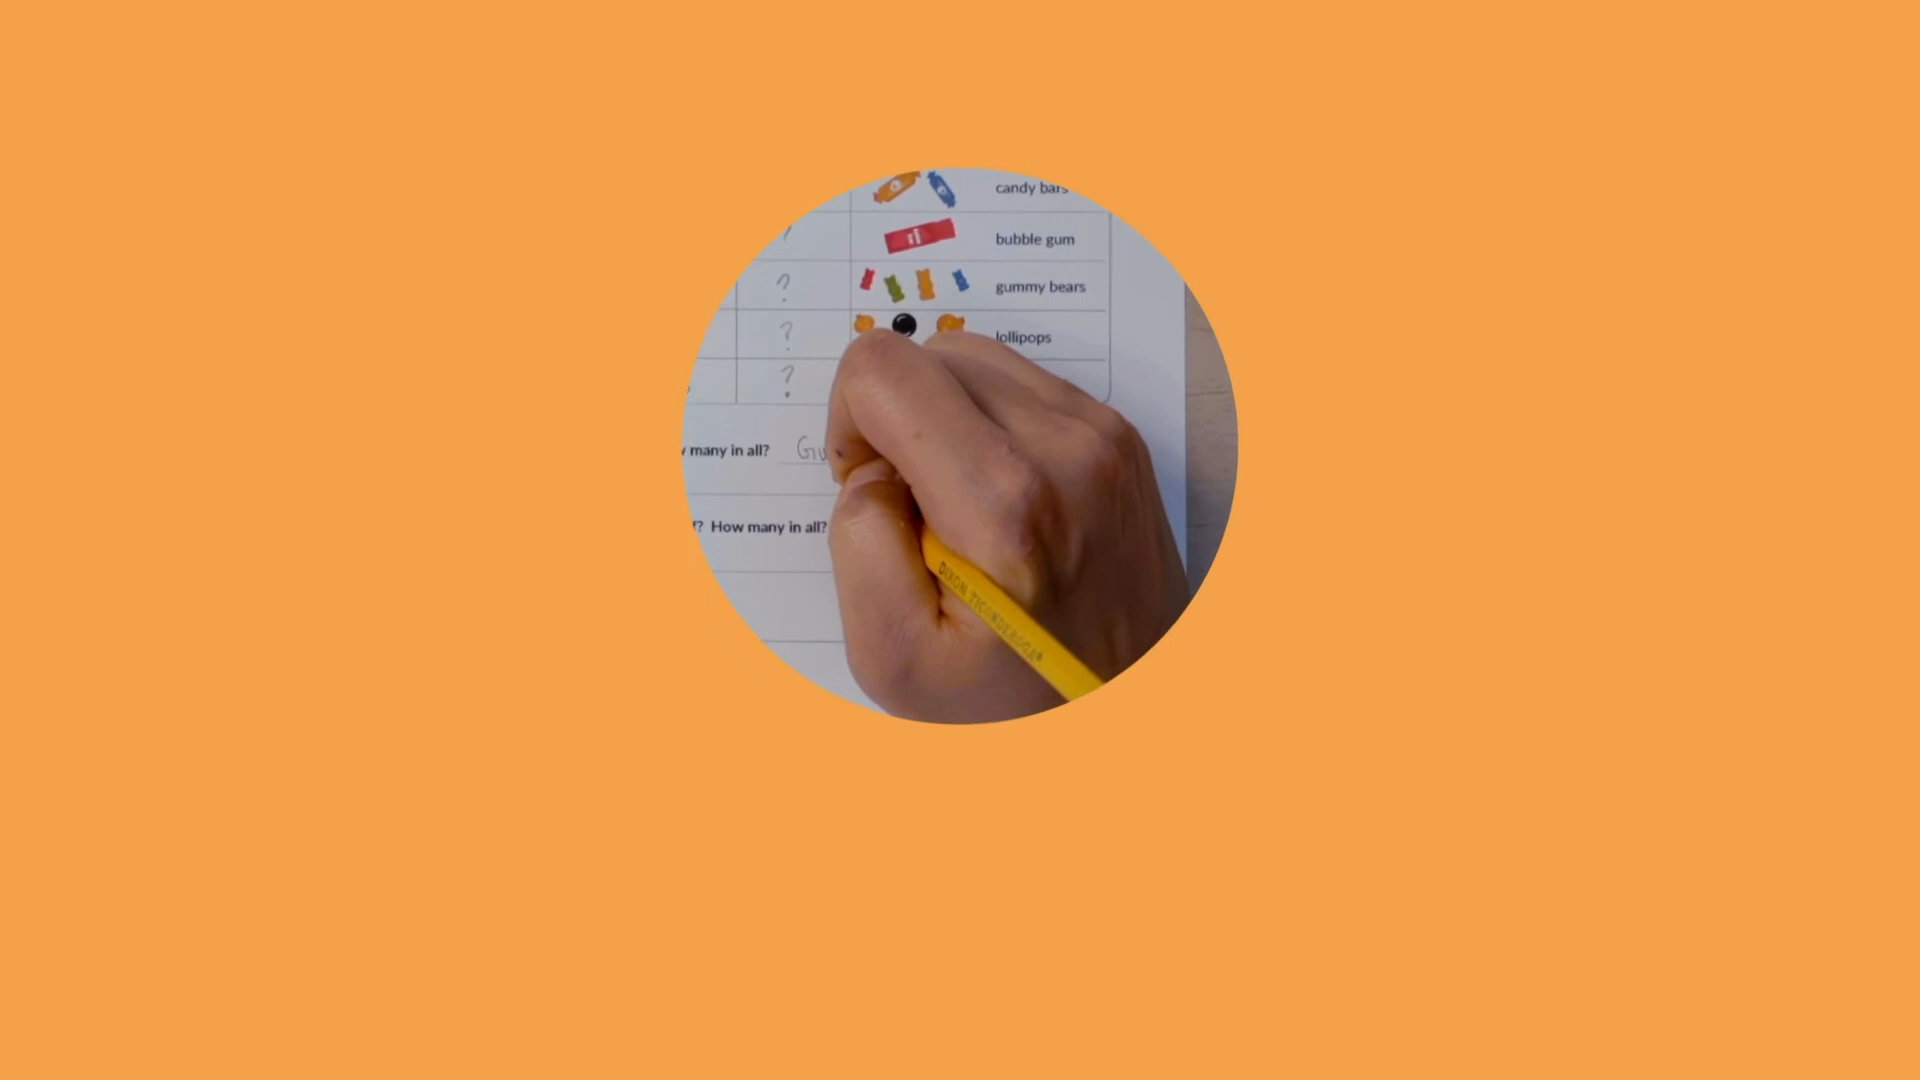 candy bars
bubble gum
? gummy bears
? lollipops
?
many in all? Gu
? How many in all?
DIXON TICONDEROGA®